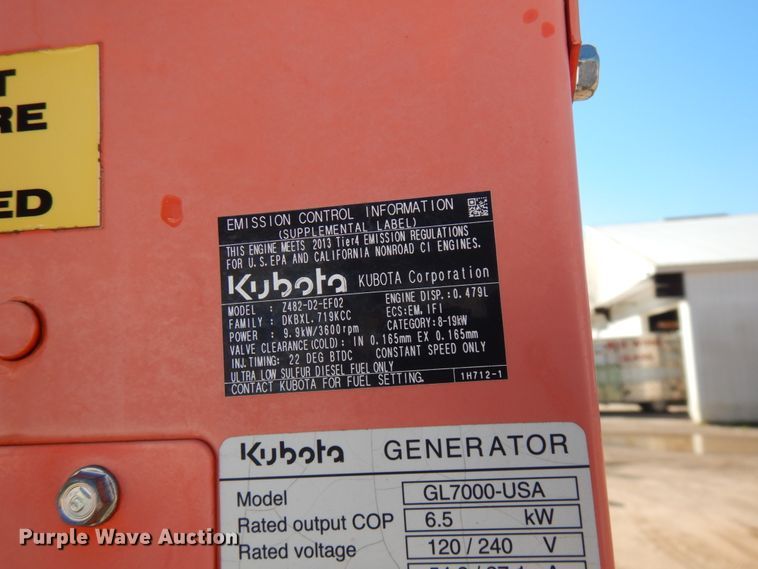 T
RE
ED
EMISSION CONTROL INFORMATION
(SUPPLEMENTAL LABEL)
THIS ENGINE MEETS 2013 Tier4 EMISSION REGULATIONS
FOR U.S.EPA AND CALIFORNIA NONROAD CI ENGINES.
Kubota KUBOTA Corporation
MODEL : Z482-D2-EF02 ENGINE DISP.:0.479L
FAMILY : DKBXL.719KCC ECS:EM,IFI
POWER : 9.9kW/3600rpm CATEGORY:8-19kW
VALVE CLEARANCE(COLD): IN 0.165mm EX 0.165mm
INJ.TIMING: 22 DEG BTDC CONSTANT SPEED ONLY
ULTRA LOW SULFUR DIESEL FUEL ONLY
CONTACT KUBOTA FOR FUEL SETTING. 1H712-1
Kubota GENERATOR
Model GL7000-USA
Rated output COP 6.5 kW
Rated voltage 120 / 240 V
Purple Wave Auction